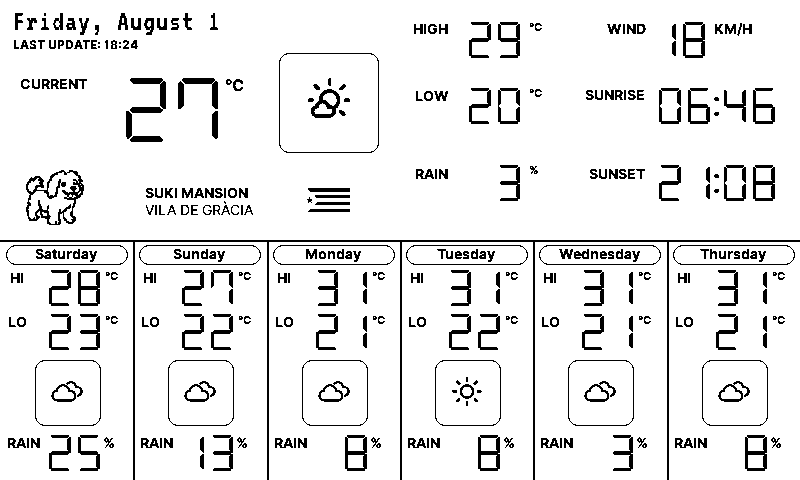 Friday, August 1
LAST UPDATE: 18:24
CURRENT 27 °C
HIGH 29 °C
WIND 18 KM/H
LOW 20 °C
SUNRISE 06:46
RAIN 3 %
SUNSET 21:08
SUKI MANSION
VILA DE GRÀCIA
Saturday
HI 28 °C
LO 23 °C
RAIN 25 %
Sunday
HI 27 °C
LO 22 °C
RAIN 13 %
Monday
HI 31 °C
LO 21 °C
RAIN 8 %
Tuesday
HI 31 °C
LO 22 °C
RAIN 8 %
Wednesday
HI 31 °C
LO 21 °C
RAIN 3 %
Thursday
HI 31 °C
LO 21 °C
RAIN 8 %